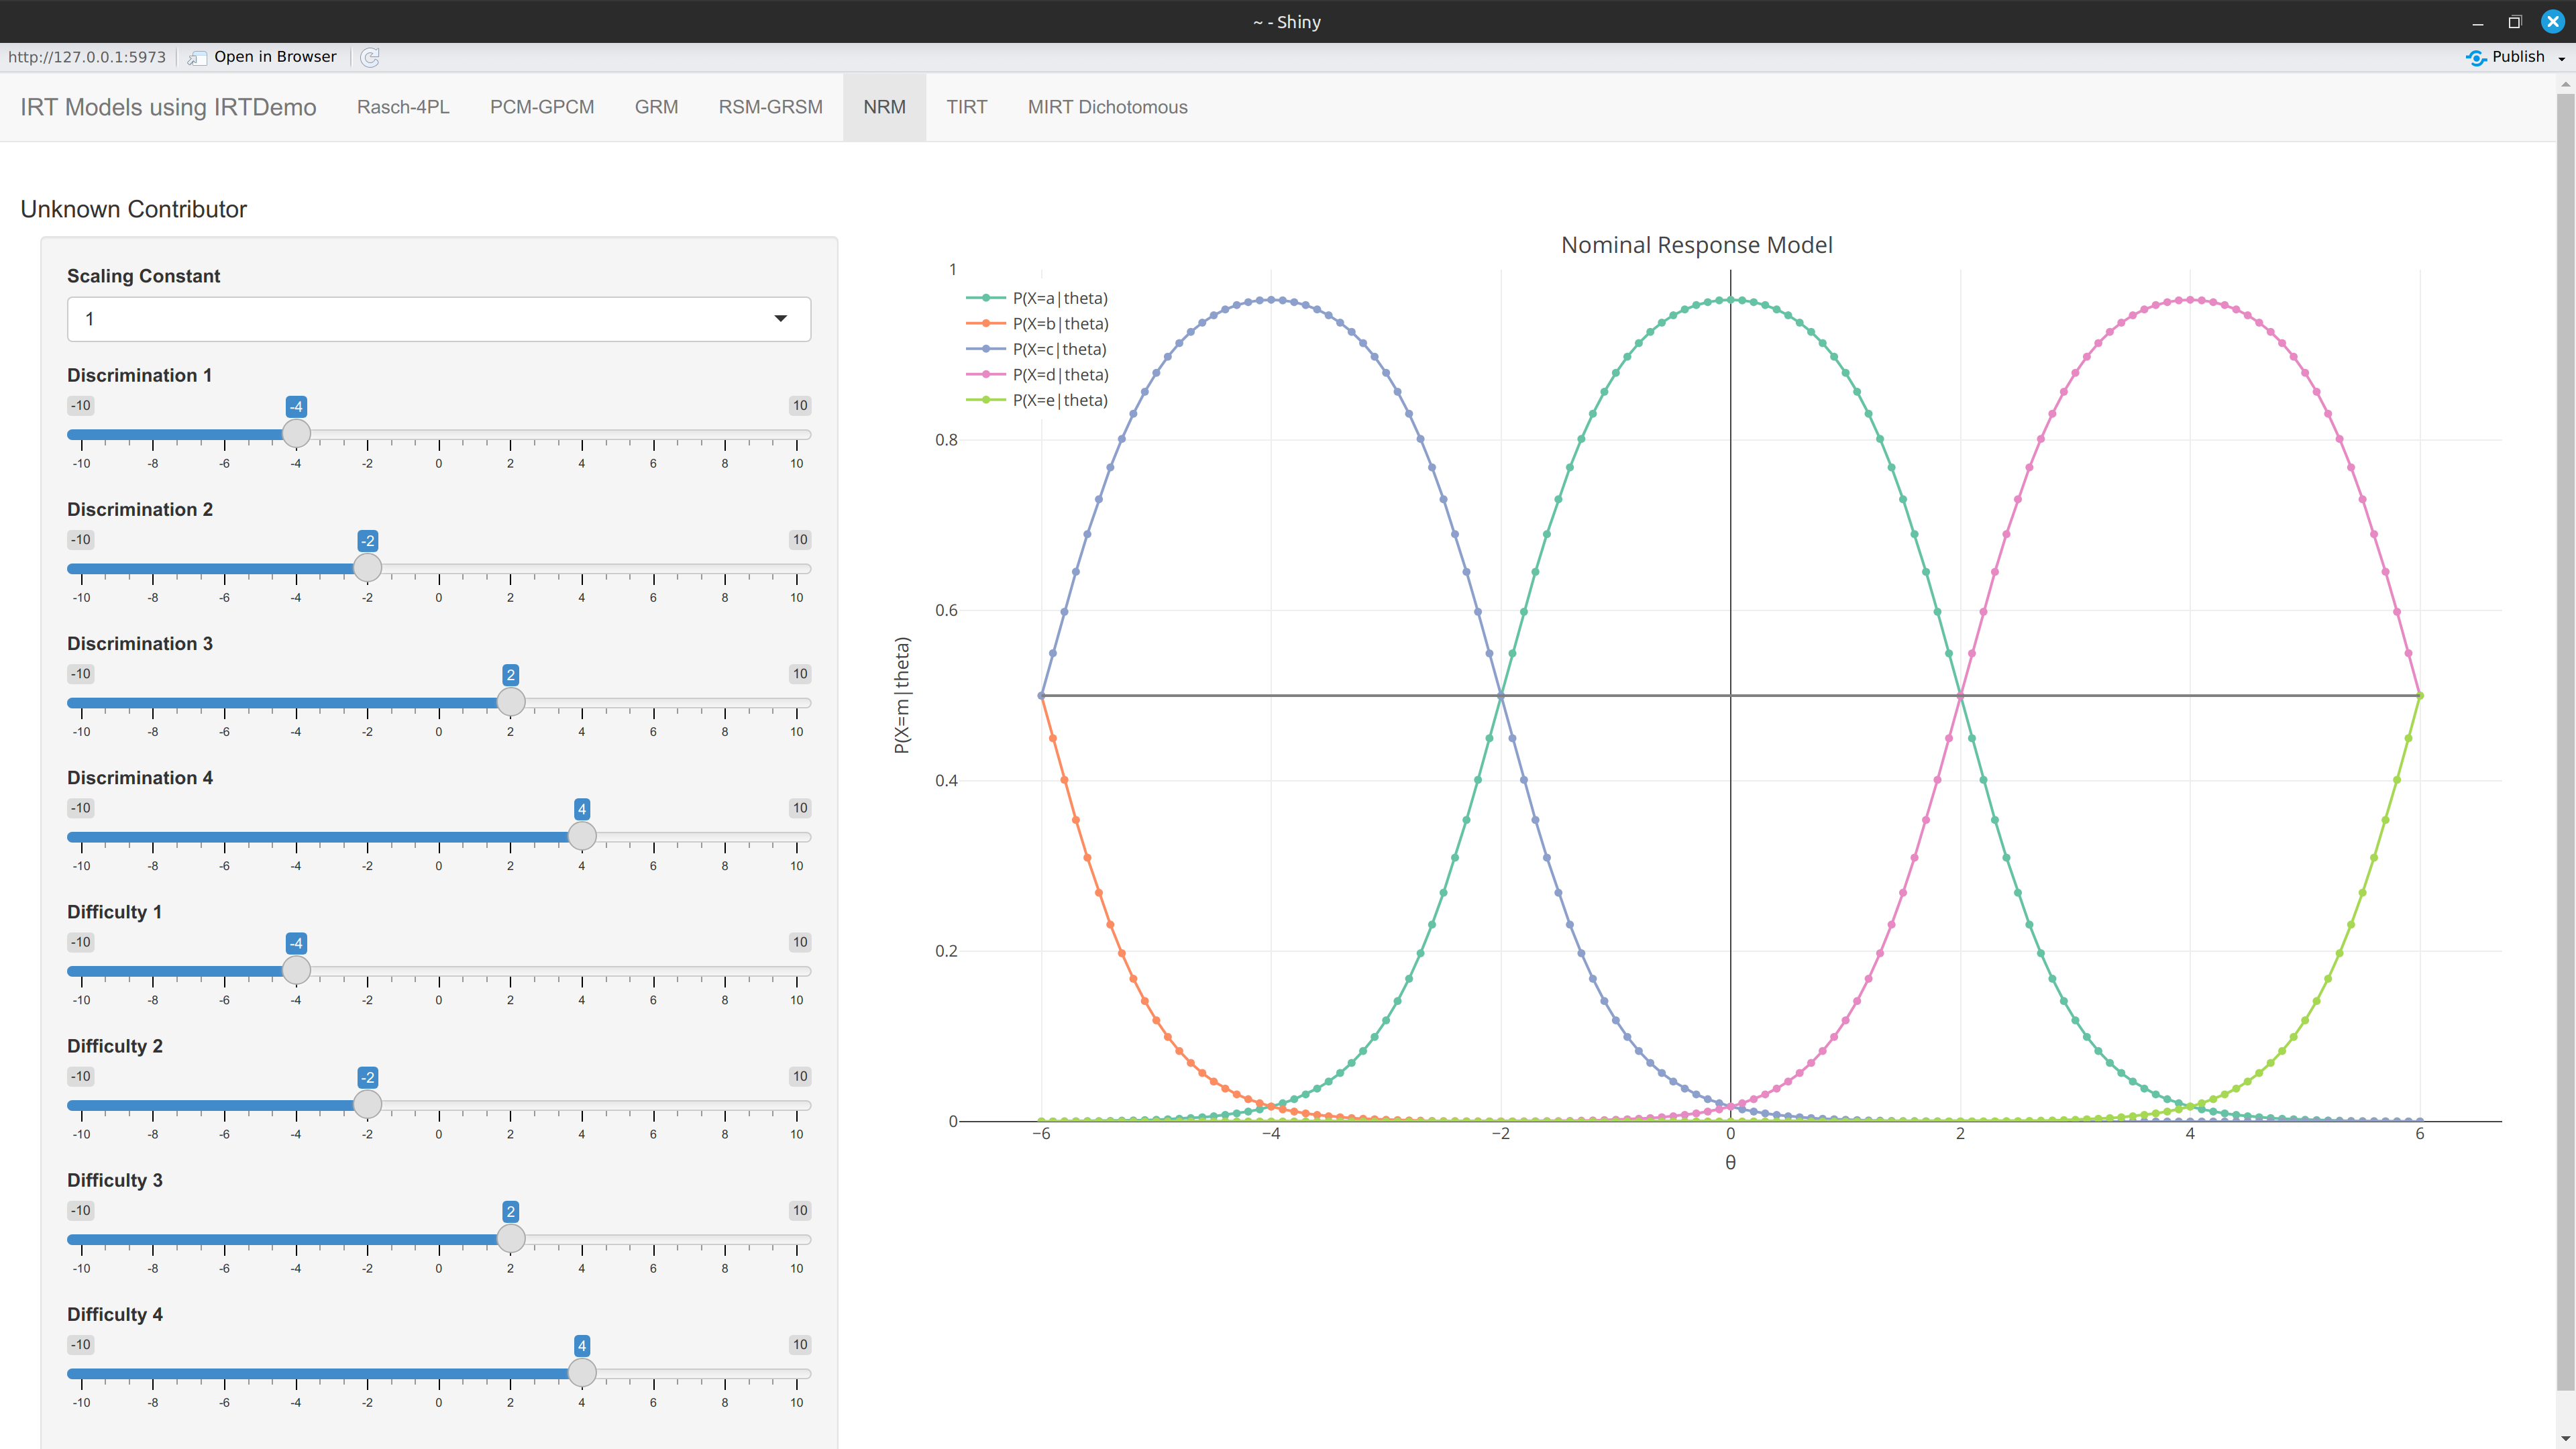 ~ - Shiny
http://127.0.0.1:5973 Open in Browser Publish
IRT Models using IRTDemo Rasch-4PL PCM-GPCM GRM RSM-GRSM NRM TIRT MIRT Dichotomous
Unknown Contributor
Scaling Constant
1
Discrimination 1
-10 -4 10
-10 -8 -6 -4 -2 0 2 4 6 8 10
Discrimination 2
-10 -2 10
-10 -8 -6 -4 -2 0 2 4 6 8 10
Discrimination 3
-10 2 10
-10 -8 -6 -4 -2 0 2 4 6 8 10
Discrimination 4
-10 4 10
-10 -8 -6 -4 -2 0 2 4 6 8 10
Difficulty 1
-10 -4 10
-10 -8 -6 -4 -2 0 2 4 6 8 10
Difficulty 2
-10 -2 10
-10 -8 -6 -4 -2 0 2 4 6 8 10
Difficulty 3
-10 2 10
-10 -8 -6 -4 -2 0 2 4 6 8 10
Difficulty 4
-10 4 10
-10 -8 -6 -4 -2 0 2 4 6 8 10
Nominal Response Model
P(X=a|theta)
P(X=b|theta)
P(X=c|theta)
P(X=d|theta)
P(X=e|theta)
P(X=m|theta)
1
0.8
0.6
0.4
0.2
0
−6 −4 −2 0 2 4 6
θ